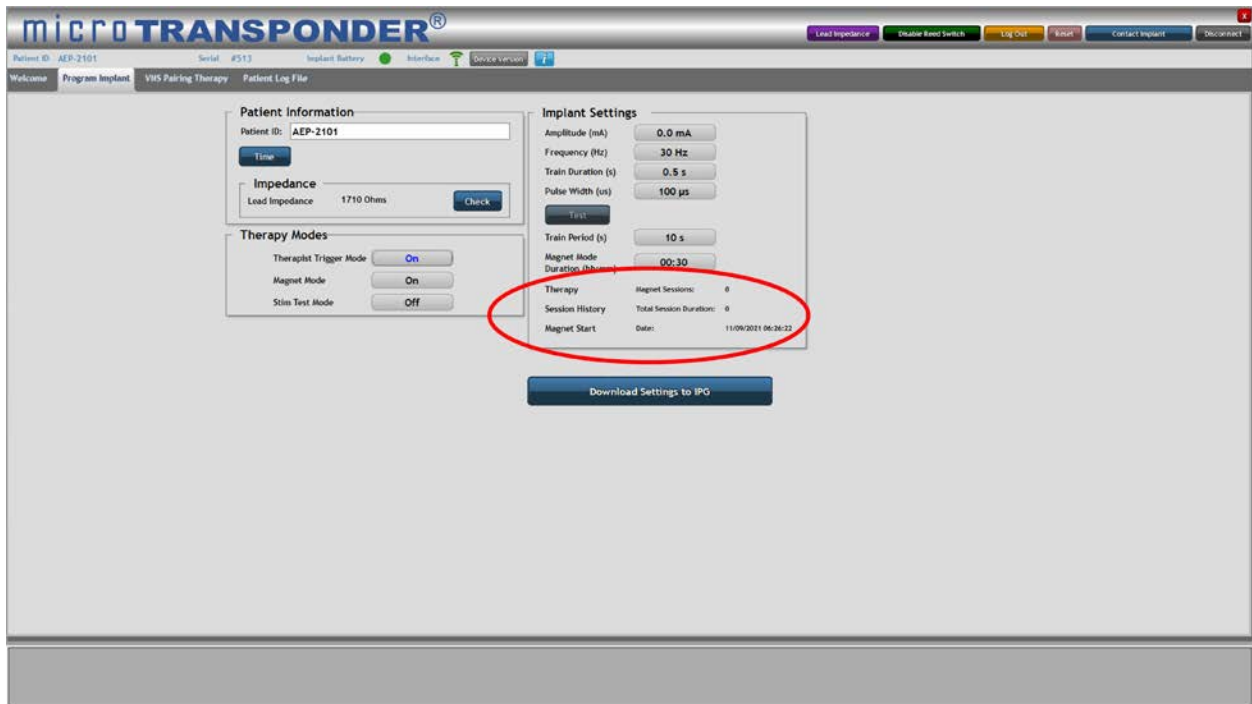 microTRANSPONDER®
X
Lead Impedance Disable Reed Switch Log Out Reset Contact Implant Disconnect
Patient ID AEP-2101 Serial #513 Implant Battery Interface Device version i
Welcome Program Implant VNS Pairing Therapy Patient Log File
Patient Information
Patient ID: AEP-2101
Time
Impedance
Lead Impedance 1710 Ohms Check
Therapy Modes
Therapist Trigger Mode On
Magnet Mode On
Stim Test Mode Off
Implant Settings
Amplitude (mA) 0.0 mA
Frequency (Hz) 30 Hz
Train Duration (s) 0.5 s
Pulse Width (us) 100 µs
Test
Train Period (s) 10 s
Magnet Mode
Duration (hh:mm) 00:30
Therapy Magnet Sessions: 0
Session History Total Session Duration: 0
Magnet Start Date: 11/09/2021 06:26:22
Download Settings to IPG